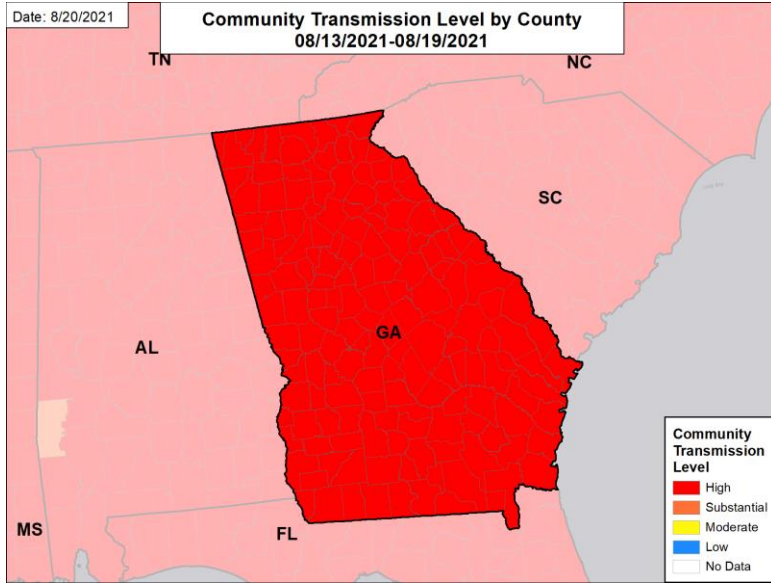 Date: 8/20/2021
Community Transmission Level by County
08/13/2021-08/19/2021
TN
NC
SC
GA
AL
MS
FL
Community
Transmission
Level
High
Substantial
Moderate
Low
No Data